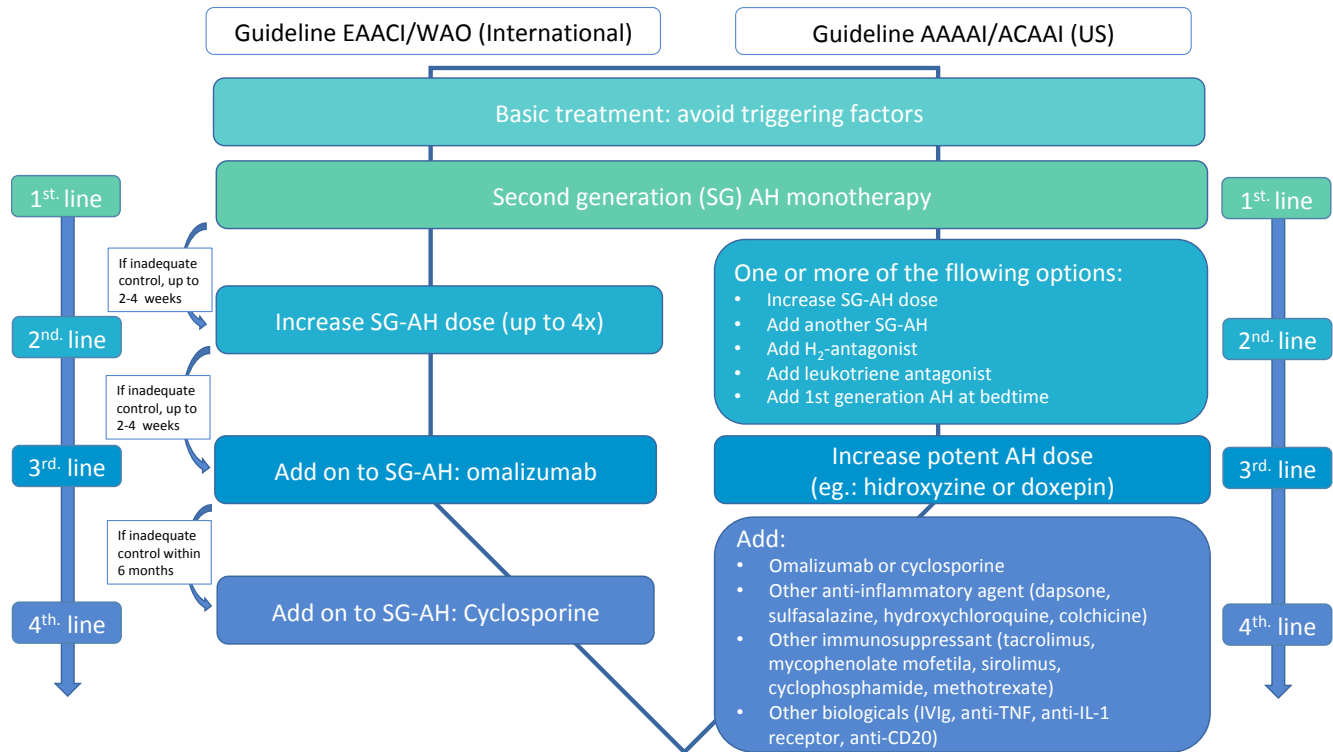 Guideline EAACI/WAO (International)
Guideline AAAAI/ACAAI (US)
Basic treatment: avoid triggering factors
1st. line
Second generation (SG) AH monotherapy
1st. line
If inadequate
control, up to
2-4 weeks
Increase SG-AH dose (up to 4x)
2nd. line
One or more of the fllowing options:
• Increase SG-AH dose
• Add another SG-AH
• Add H2-antagonist
• Add leukotriene antagonist
• Add 1st generation AH at bedtime
2nd. line
If inadequate
control, up to
2-4 weeks
3rd. line
Add on to SG-AH: omalizumab
Increase potent AH dose
(eg.: hidroxyzine or doxepin)
3rd. line
If inadequate
control within
6 months
4th. line
Add on to SG-AH: Cyclosporine
Add:
• Omalizumab or cyclosporine
• Other anti-inflammatory agent (dapsone,
sulfasalazine, hydroxychloroquine, colchicine)
• Other immunosuppressant (tacrolimus,
mycophenolate mofetila, sirolimus,
cyclophosphamide, methotrexate)
• Other biologicals (IVIg, anti-TNF, anti-IL-1
receptor, anti-CD20)
4th. line